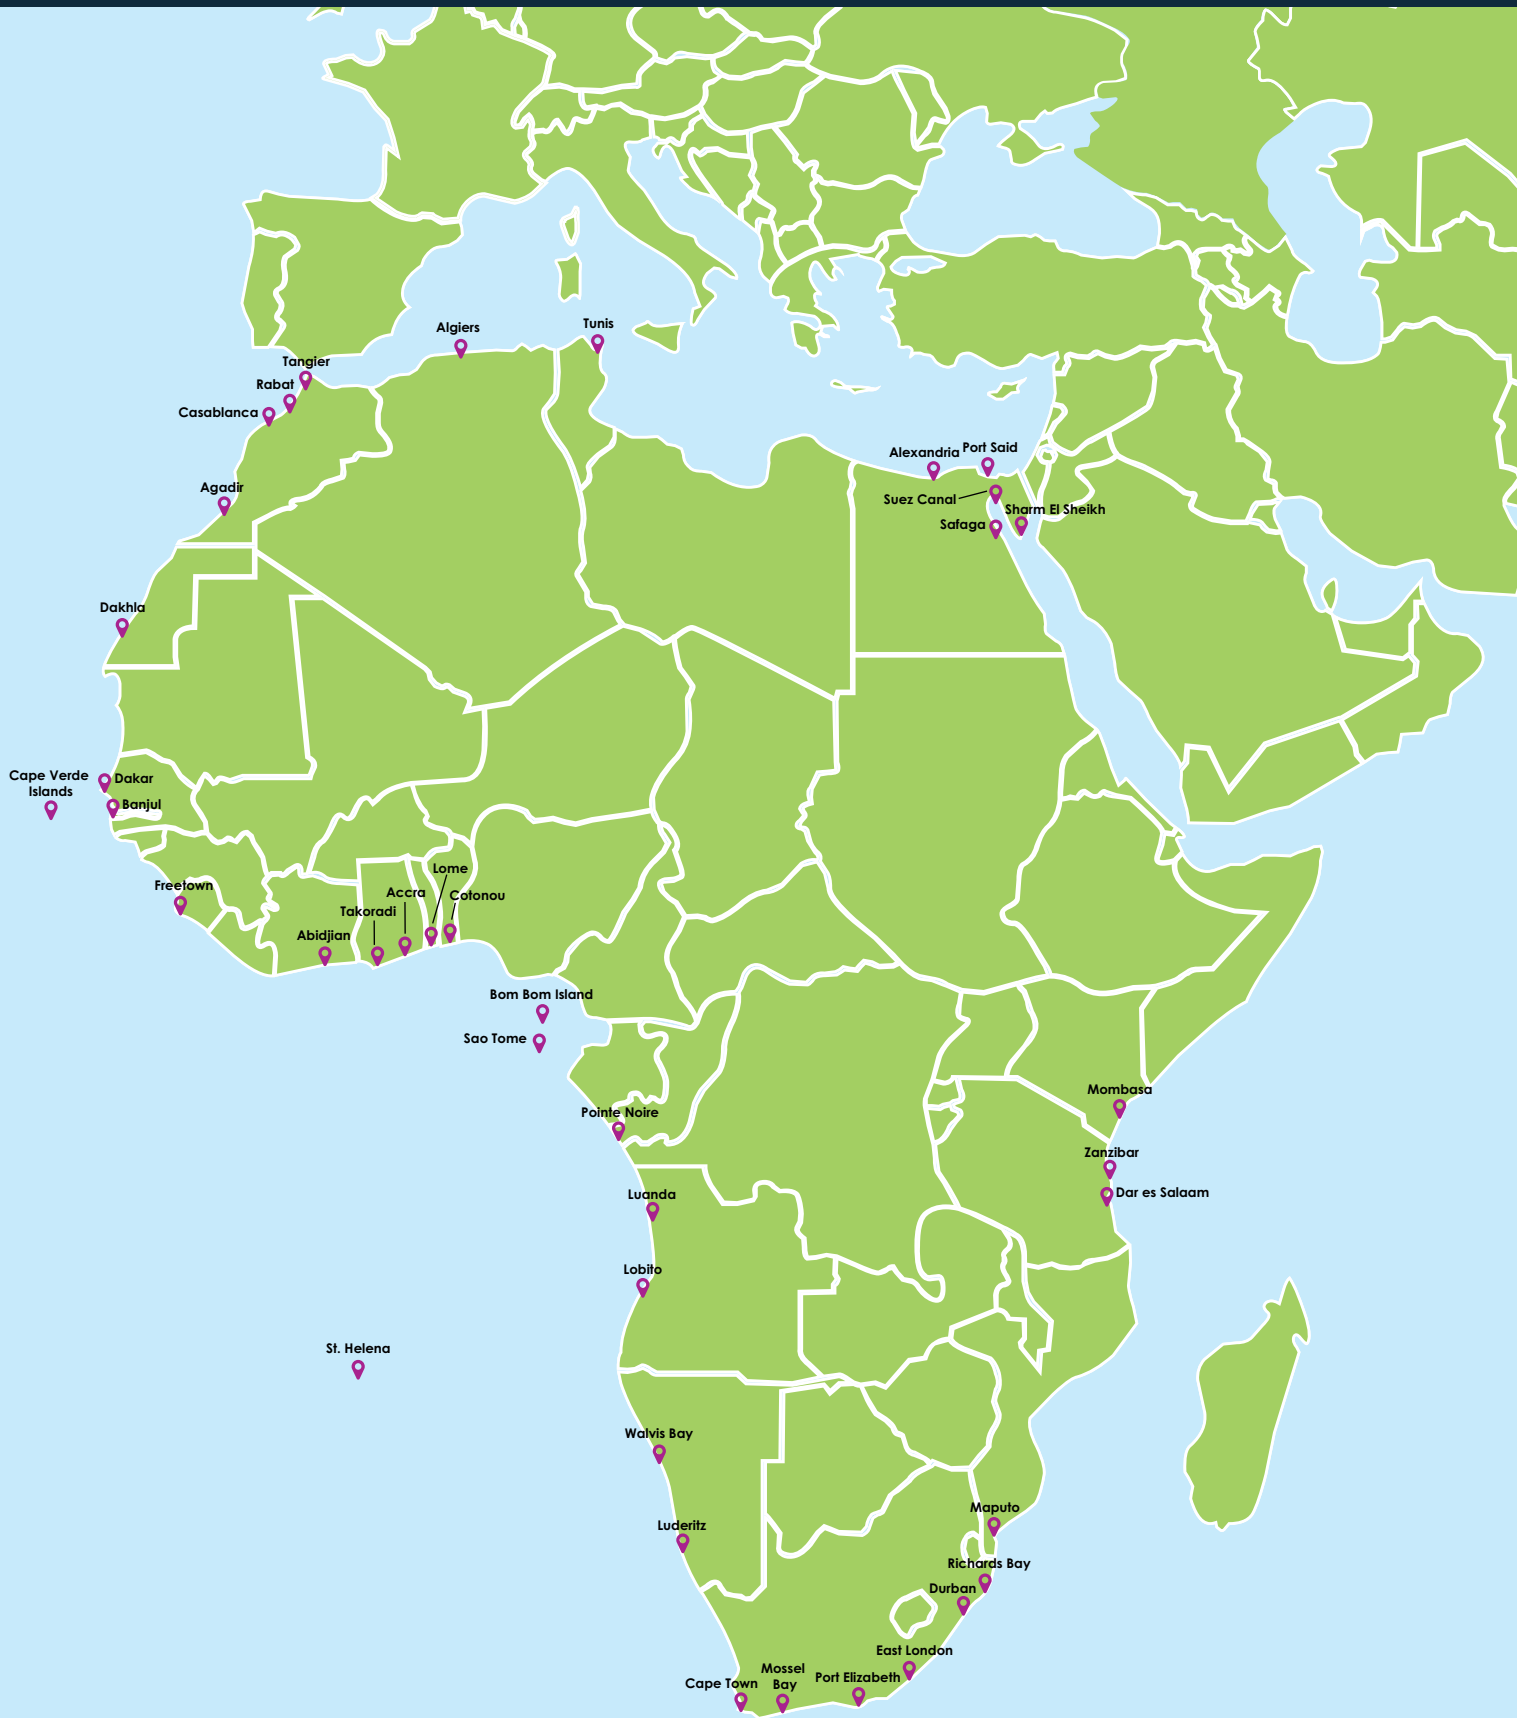 Tunis
Algiers
Tangier
Rabat
Casablanca
Alexandria
Port Said
Agadir
Suez Canal
Sharm El Sheikh
Safaga
Dakhla
Cape Verde
Islands
Dakar
Banjul
Freetown
Lome
Accra
Cotonou
Takoradi
Abidjian
Bom Bom Island
Sao Tome
Mombasa
Pointe Noire
Zanzibar
Dar es Salaam
Luanda
Lobito
St. Helena
Walvis Bay
Maputo
Luderitz
Richards Bay
Durban
East London
Mossel
Bay
Port Elizabeth
Cape Town